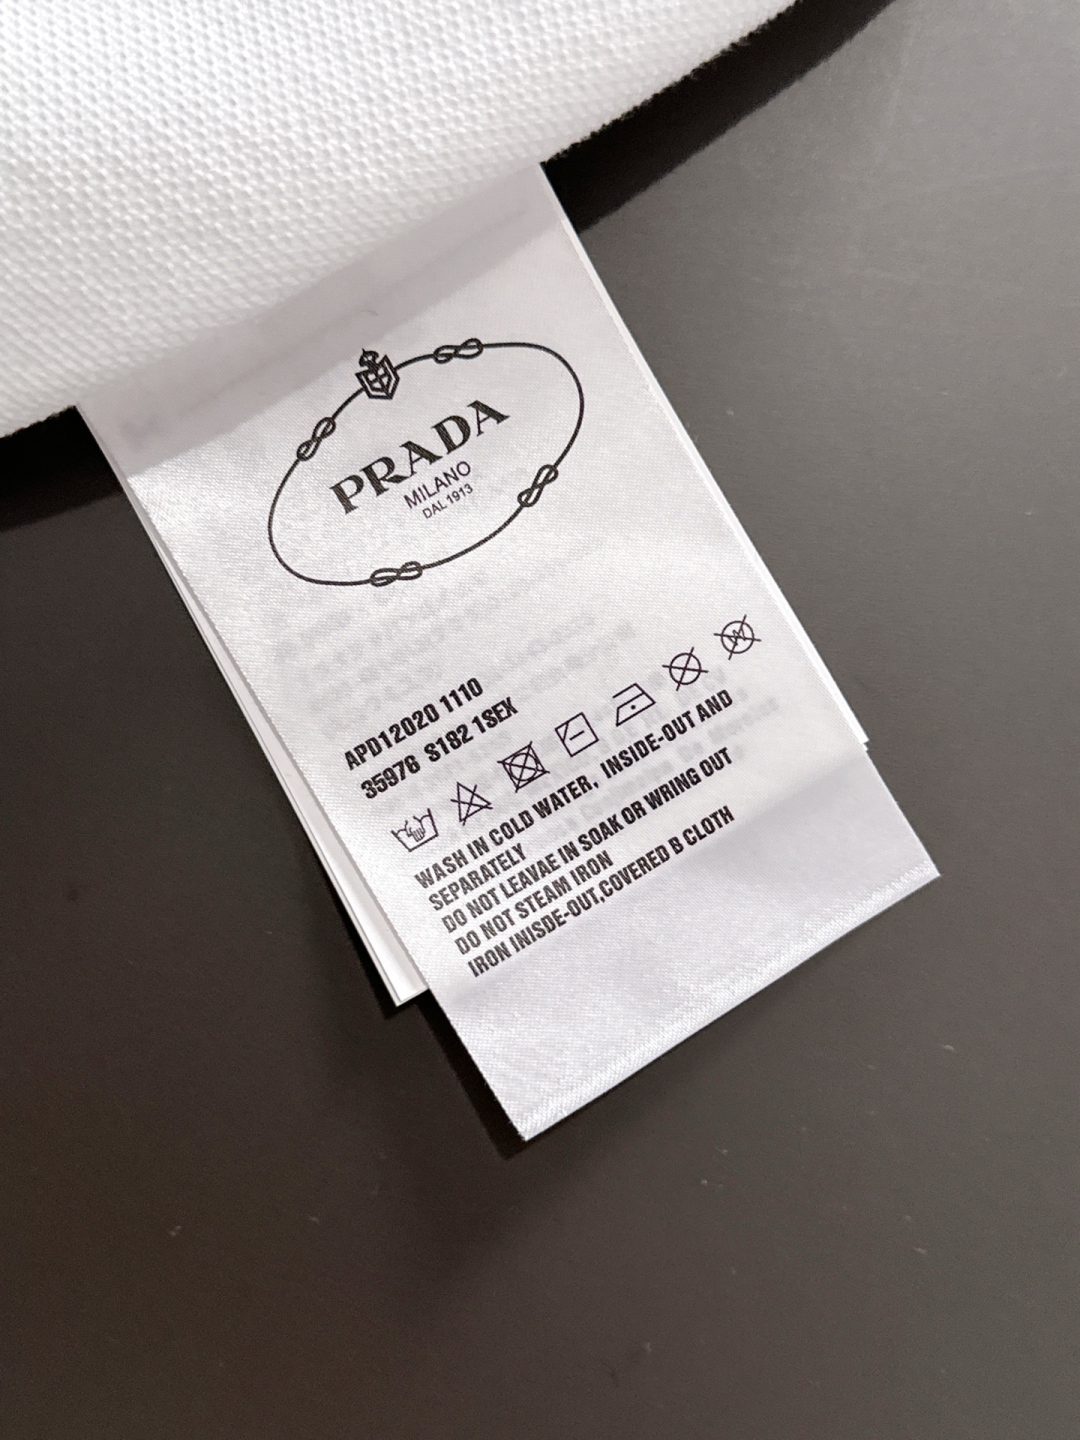 PRADA
MILANO
DAL 1913
APD12020 1110
35976 S182 1SEX
WASH IN COLD WATER, INSIDE-OUT AND
SEPARATELY
DO NOT LEAVAE IN SOAK OR WRING OUT
DO NOT STEAM IRON
IRON INISDE-OUT,COVERED B CLOTH